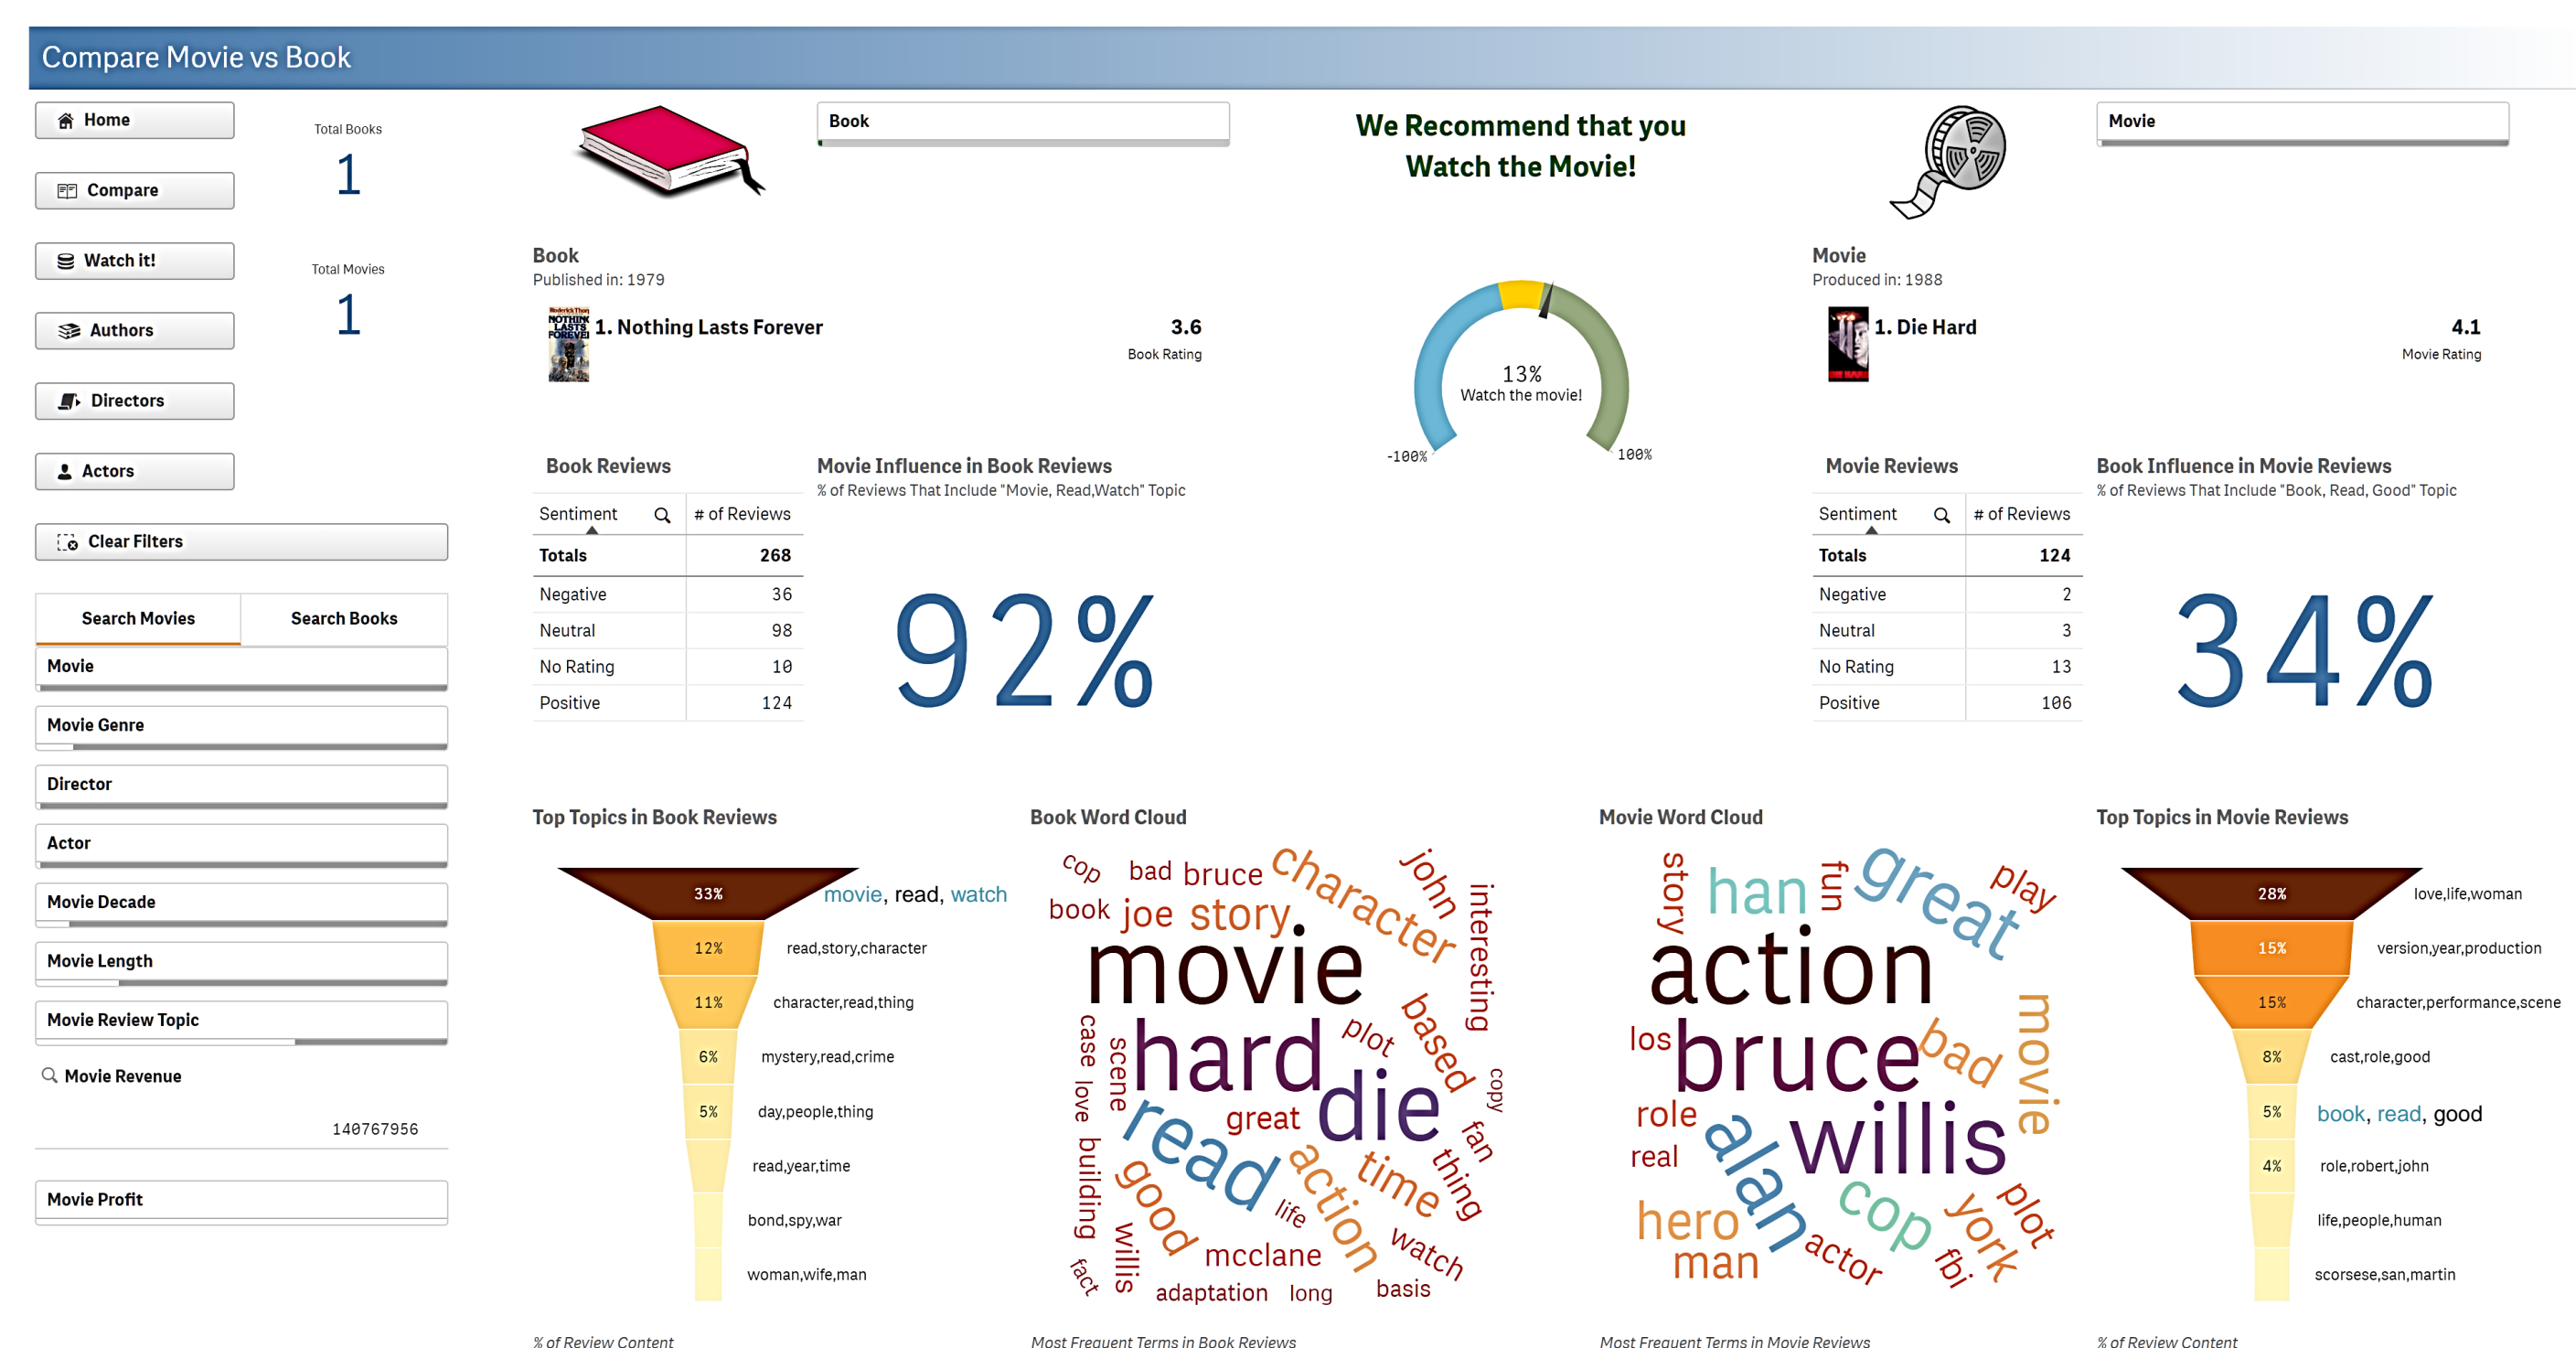 Compare Movie vs Book
Home
Compare
Watch it!
Authors
Directors
Actors
Clear Filters
Total Books
1
Total Movies
1
Search Movies
Search Books
Movie
Movie Genre
Director
Actor
Movie Decade
Movie Length
Movie Review Topic
Movie Revenue
140767956
Movie Profit
Book
We Recommend that you
Watch the Movie!
Movie
Book
Published in: 1979
NOTHING
LASTS
FOREVER
1. Nothing Lasts Forever
3.6
Book Rating
13%
Watch the movie!
-100%
100%
Movie
Produced in: 1988
DIE HARD
1. Die Hard
4.1
Movie Rating
Book Reviews
Sentiment # of Reviews
Totals 268
Negative 36
Neutral 98
No Rating 10
Positive 124
Movie Influence in Book Reviews
% of Reviews That Include "Movie, Read,Watch" Topic
92%
Movie Reviews
Sentiment # of Reviews
Totals 124
Negative 2
Neutral 3
No Rating 13
Positive 106
Book Influence in Movie Reviews
% of Reviews That Include "Book, Read, Good" Topic
34%
Top Topics in Book Reviews
33% movie, read, watch
12% read,story,character
11% character,read,thing
6% mystery,read,crime
5% day,people,thing
read,year,time
bond,spy,war
woman,wife,man
% of Review Content
Book Word Cloud
cop
bad
bruce
character
john
book
joe
story
interesting
movie
case
scene
hard
plot
based
copy
love
great
die
fan
read
building
good
action
time
thing
life
willis
mcclane
watch
fact
adaptation
long
basis
Most Frequent Terms in Book Reviews
Movie Word Cloud
story
han
fun
great
play
action
los
bruce
bad
movie
role
real
alan
willis
hero
cop
york
plot
man
actor
fbi
Most Frequent Terms in Movie Reviews
Top Topics in Movie Reviews
28% love,life,woman
15% version,year,production
15% character,performance,scene
8% cast,role,good
5% book, read, good
4% role,robert,john
life,people,human
scorsese,san,martin
% of Review Content